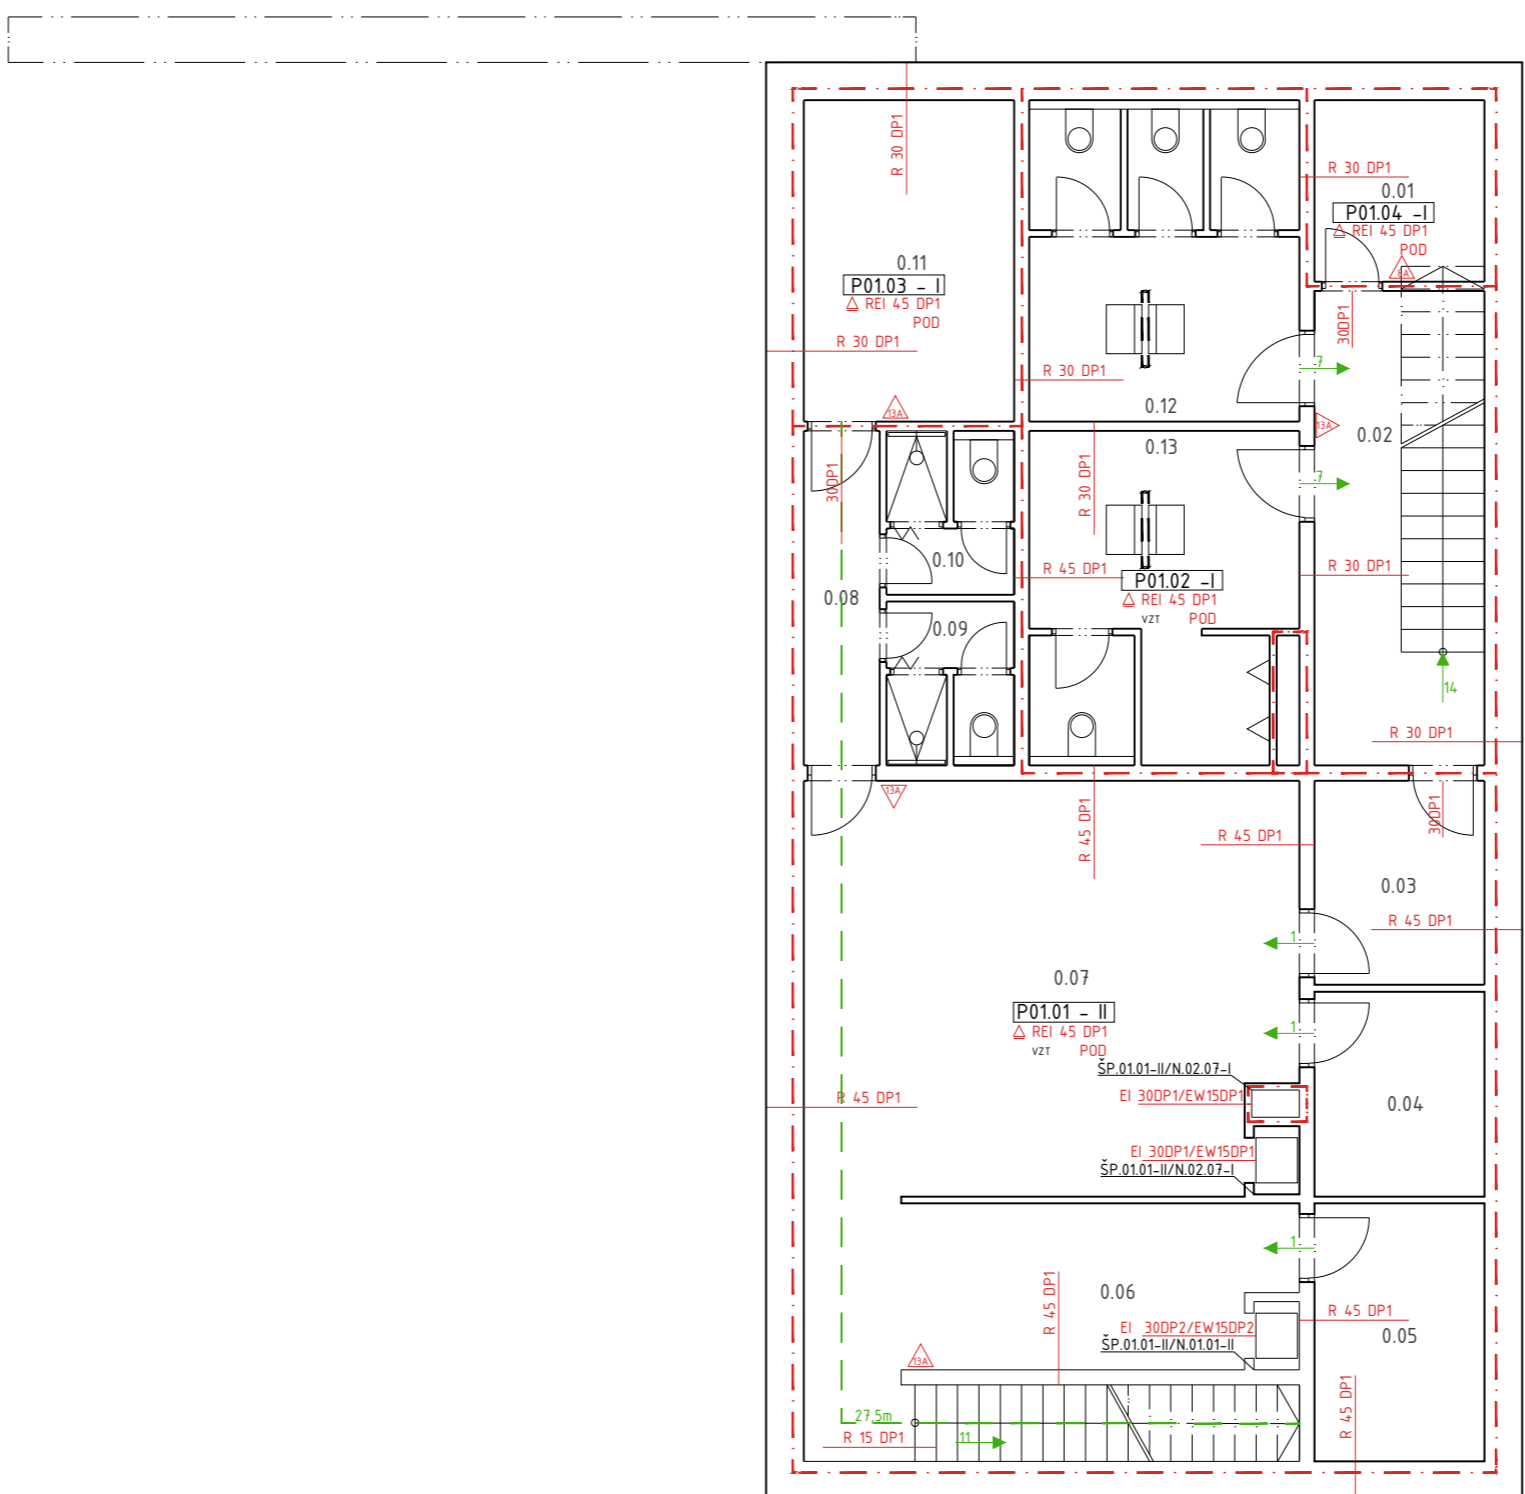 R 30 DP1
R 30 DP1
0.01
P01.04 -I
REI 45 DP1
POD
8A
0.11
P01.03 - I
REI 45 DP1
POD
R 30 DP1
30DP1
7
R 30 DP1
13A
0.12
13A
0.02
0.13
30DP1
R 30 DP1
7
0.10
R 45 DP1
R 30 DP1
P01.02 -I
REI 45 DP1
VZT
POD
0.08
0.09
14
R 30 DP1
13A
30DP1
R 45 DP1
R 45 DP1
0.03
R 45 DP1
1
0.07
P01.01 - II
REI 45 DP1
VZT
POD
1
ŠP.01.01-II/N.02.07-I
EI 30DP1/EW15DP1
R 45 DP1
0.04
EI 30DP1/EW15DP1
ŠP.01.01-II/N.02.07-I
1
0.06
R 45 DP1
R 45 DP1
EI 30DP2/EW15DP2
ŠP.01.01-II/N.01.01-II
0.05
13A
27,5m
R 15 DP1
11
R 45 DP1